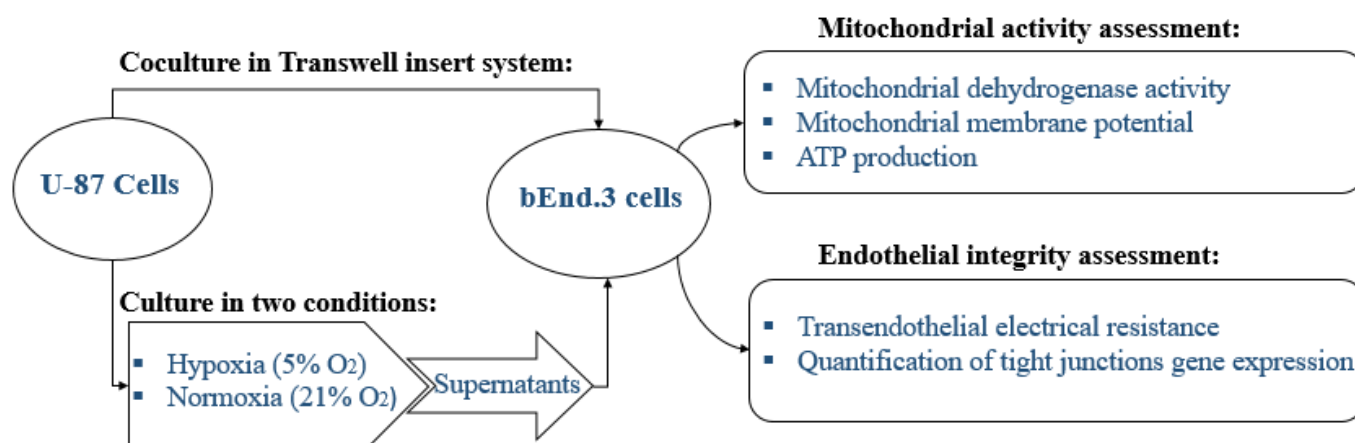 Coculture in Transwell insert system:
U-87 Cells
Culture in two conditions:
▪ Hypoxia (5% O₂)
▪ Normoxia (21% O₂)
Supernatants
bEnd.3 cells
Mitochondrial activity assessment:
▪ Mitochondrial dehydrogenase activity
▪ Mitochondrial membrane potential
▪ ATP production
Endothelial integrity assessment:
▪ Transendothelial electrical resistance
▪ Quantification of tight junctions gene expression